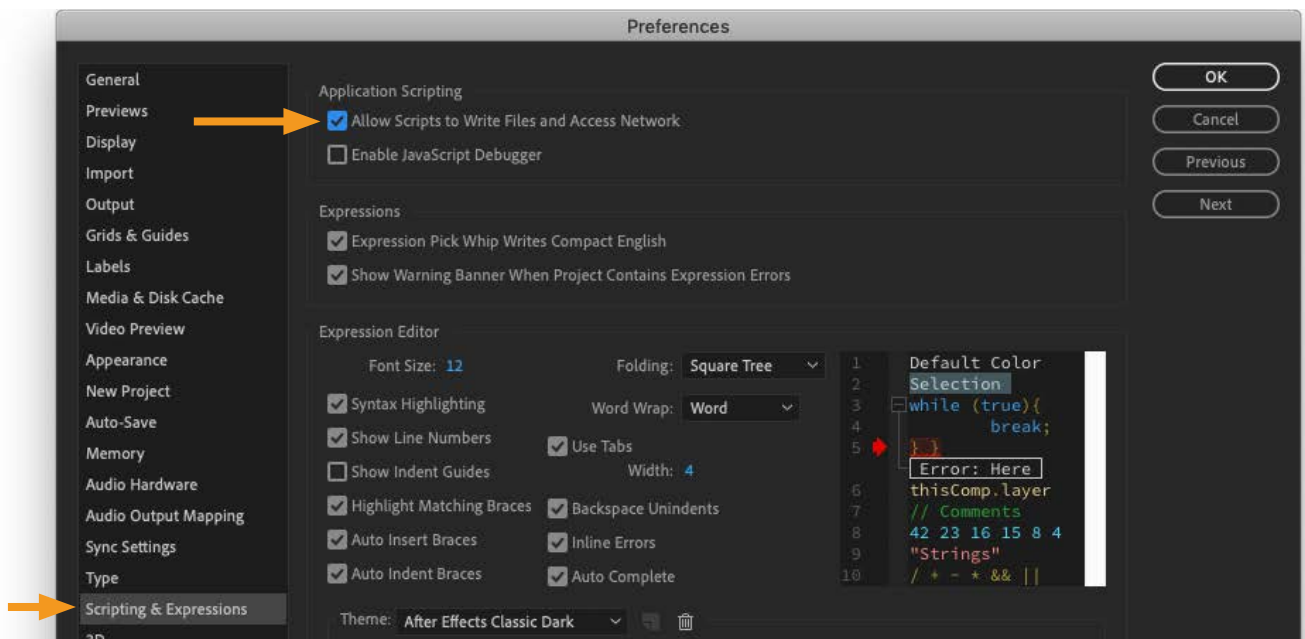 Preferences
General
Previews
Display
Import
Output
Grids & Guides
Labels
Media & Disk Cache
Video Preview
Appearance
New Project
Auto-Save
Memory
Audio Hardware
Audio Output Mapping
Sync Settings
Type
Scripting & Expressions
3D
Application Scripting
Allow Scripts to Write Files and Access Network
Enable JavaScript Debugger
Expressions
Expression Pick Whip Writes Compact English
Show Warning Banner When Project Contains Expression Errors
Expression Editor
Font Size: 12
Folding: Square Tree
Syntax Highlighting
Word Wrap: Word
Show Line Numbers
Use Tabs
Show Indent Guides
Width: 4
Highlight Matching Braces
Backspace Unindents
Auto Insert Braces
Inline Errors
Auto Indent Braces
Auto Complete
Theme: After Effects Classic Dark
1 Default Color
2 Selection
3 while (true){
4 break;
5 } }
Error: Here
6 thisComp.layer
7 // Comments
8 42 23 16 15 8 4
9 "Strings"
10 / + - * && ||
OK
Cancel
Previous
Next